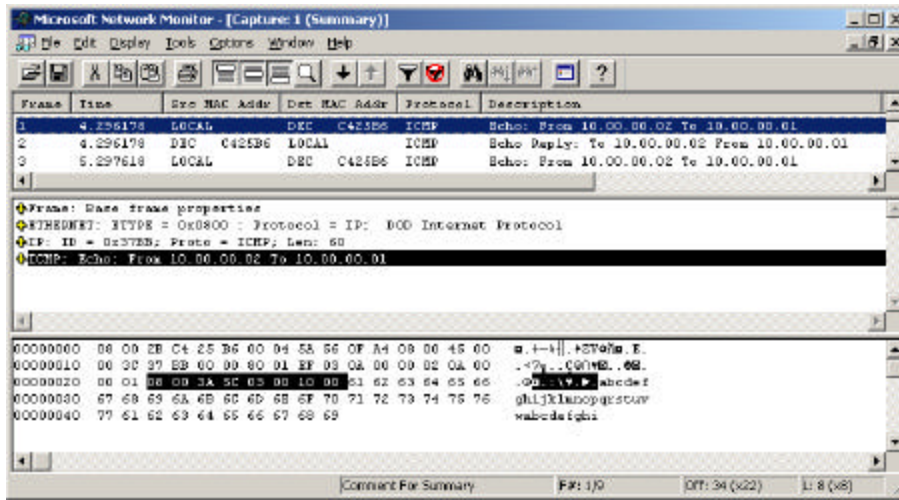 Microsoft Network Monitor - [Capture: 1 (Summary)]
File Edit Display Tools Options Window Help
Frame Time Src MAC Addr Dst MAC Addr Protocol Description
1 4.296178 LOCAL DEC C425B6 ICMP Echo: From 10.00.00.02 To 10.00.00.01
2 4.296178 DEC C425B6 LOCAL ICMP Echo Reply: To 10.00.00.02 From 10.00.00.01
3 5.297618 LOCAL DEC C425B6 ICMP Echo: From 10.00.00.02 To 10.00.00.01
Frame: Base frame properties
ETHERNET: ETYPE = 0x0800 : Protocol = IP: DOD Internet Protocol
IP: ID = 0x37BB; Proto = ICMP; Len: 60
ICMP: Echo: From 10.00.00.02 To 10.00.00.01
00000000 08 00 2B C4 25 B6 00 04 5A 56 0F A4 08 00 45 00
00000010 00 3C 37 BB 00 00 80 01 EF 03 0A 00 00 02 0A 00
00000020 00 01 08 00 3A 5C 03 00 10 00 61 62 63 64 65 66 abcdef
00000030 67 68 69 6A 6B 6C 6D 6E 6F 70 71 72 73 74 75 76 ghijklmnopqrstuv
00000040 77 61 62 63 64 65 66 67 68 69 wabcdefghi
Comment For Summary F#: 1/9 Off: 34 (x22) L: 8 (x8)